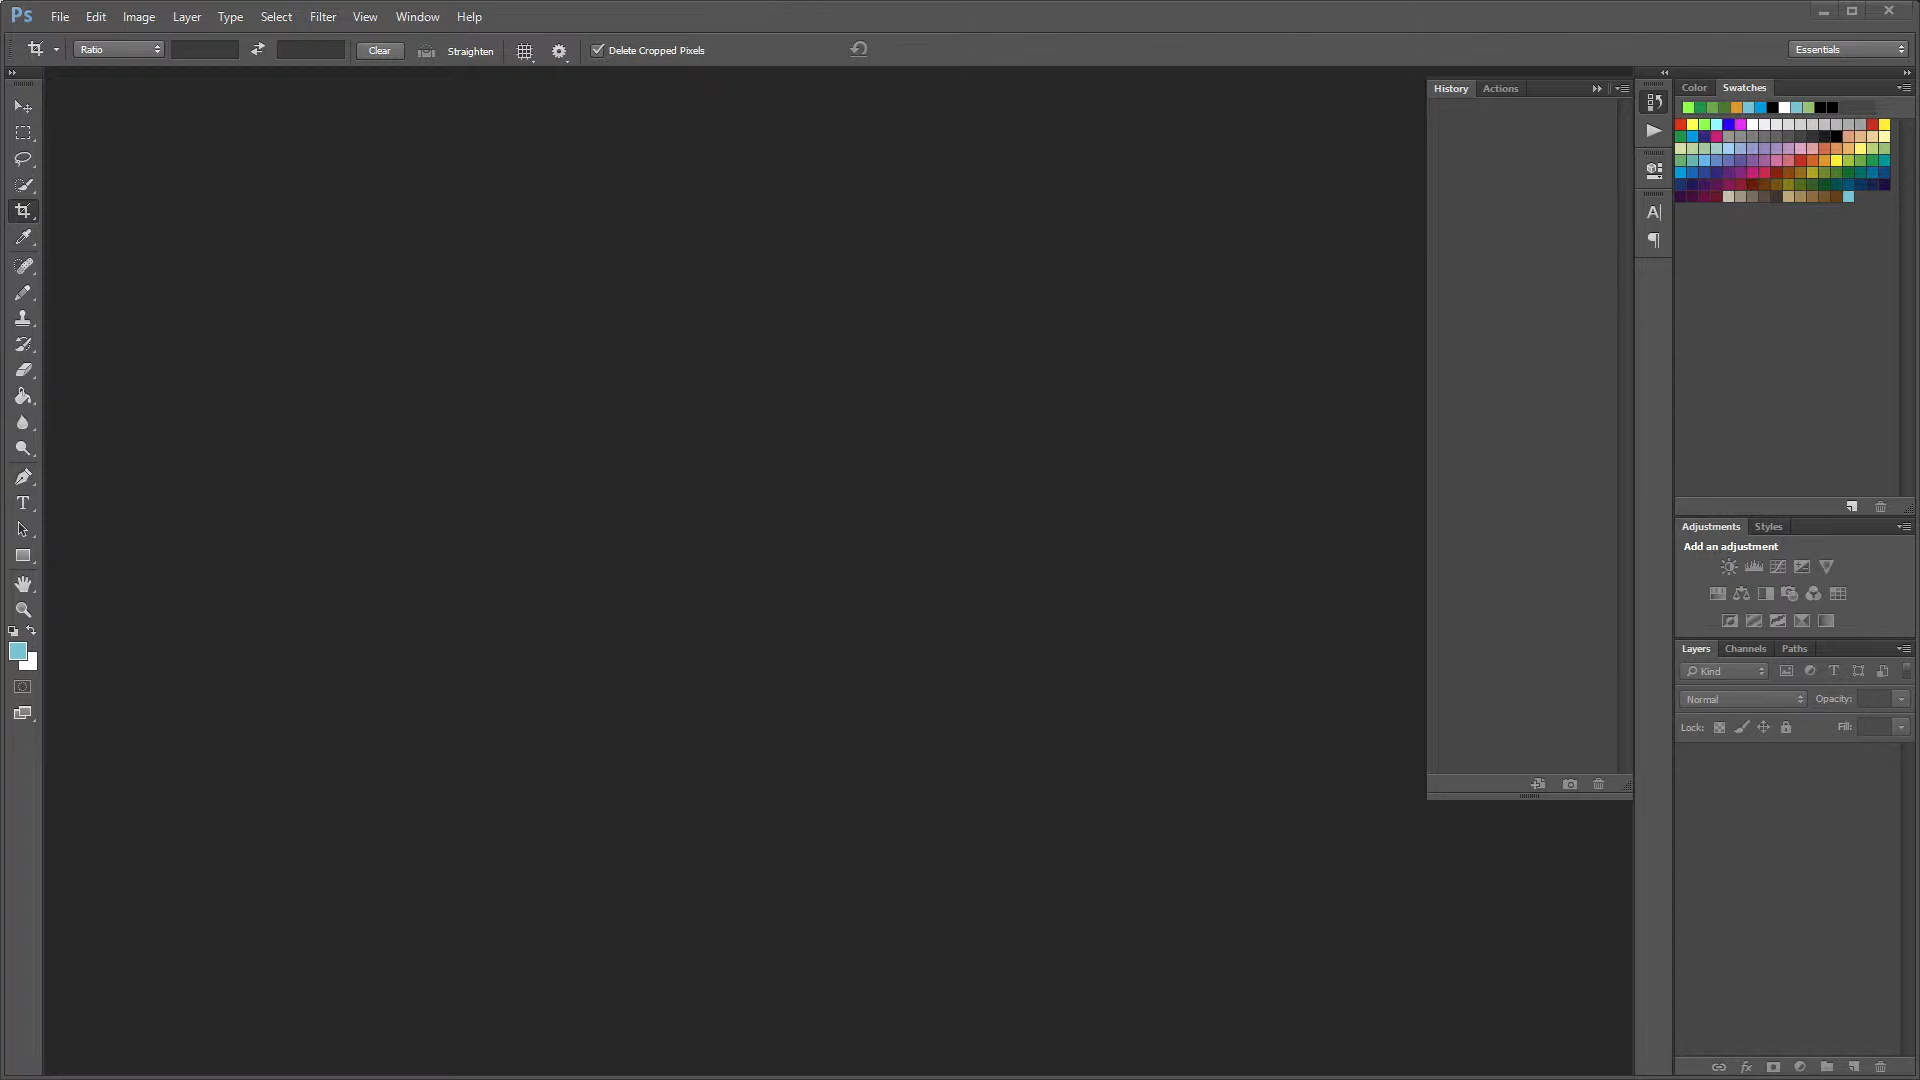 Ps File Edit Image Layer Type Select Filter View Window Help
Ratio Clear Straighten Delete Cropped Pixels Essentials
History Actions
Color Swatches
Adjustments Styles
Add an adjustment
Layers Channels Paths
Kind
Normal Opacity:
Lock: Fill: